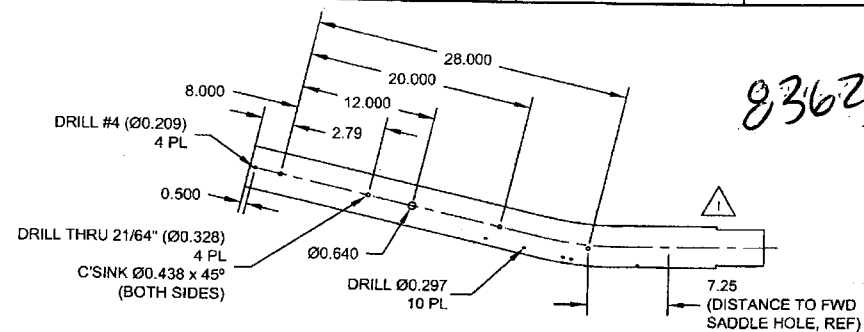 28.000
20.000
8.000
12.000
2.79
DRILL #4 (Ø0.209)
4 PL
0.500
DRILL THRU 21/64" (Ø0.328)
4 PL
C'SINK Ø0.438 x 45º
(BOTH SIDES)
Ø0.640
DRILL Ø0.297
10 PL
7.25
(DISTANCE TO FWD
SADDLE HOLE, REF)
1
8362